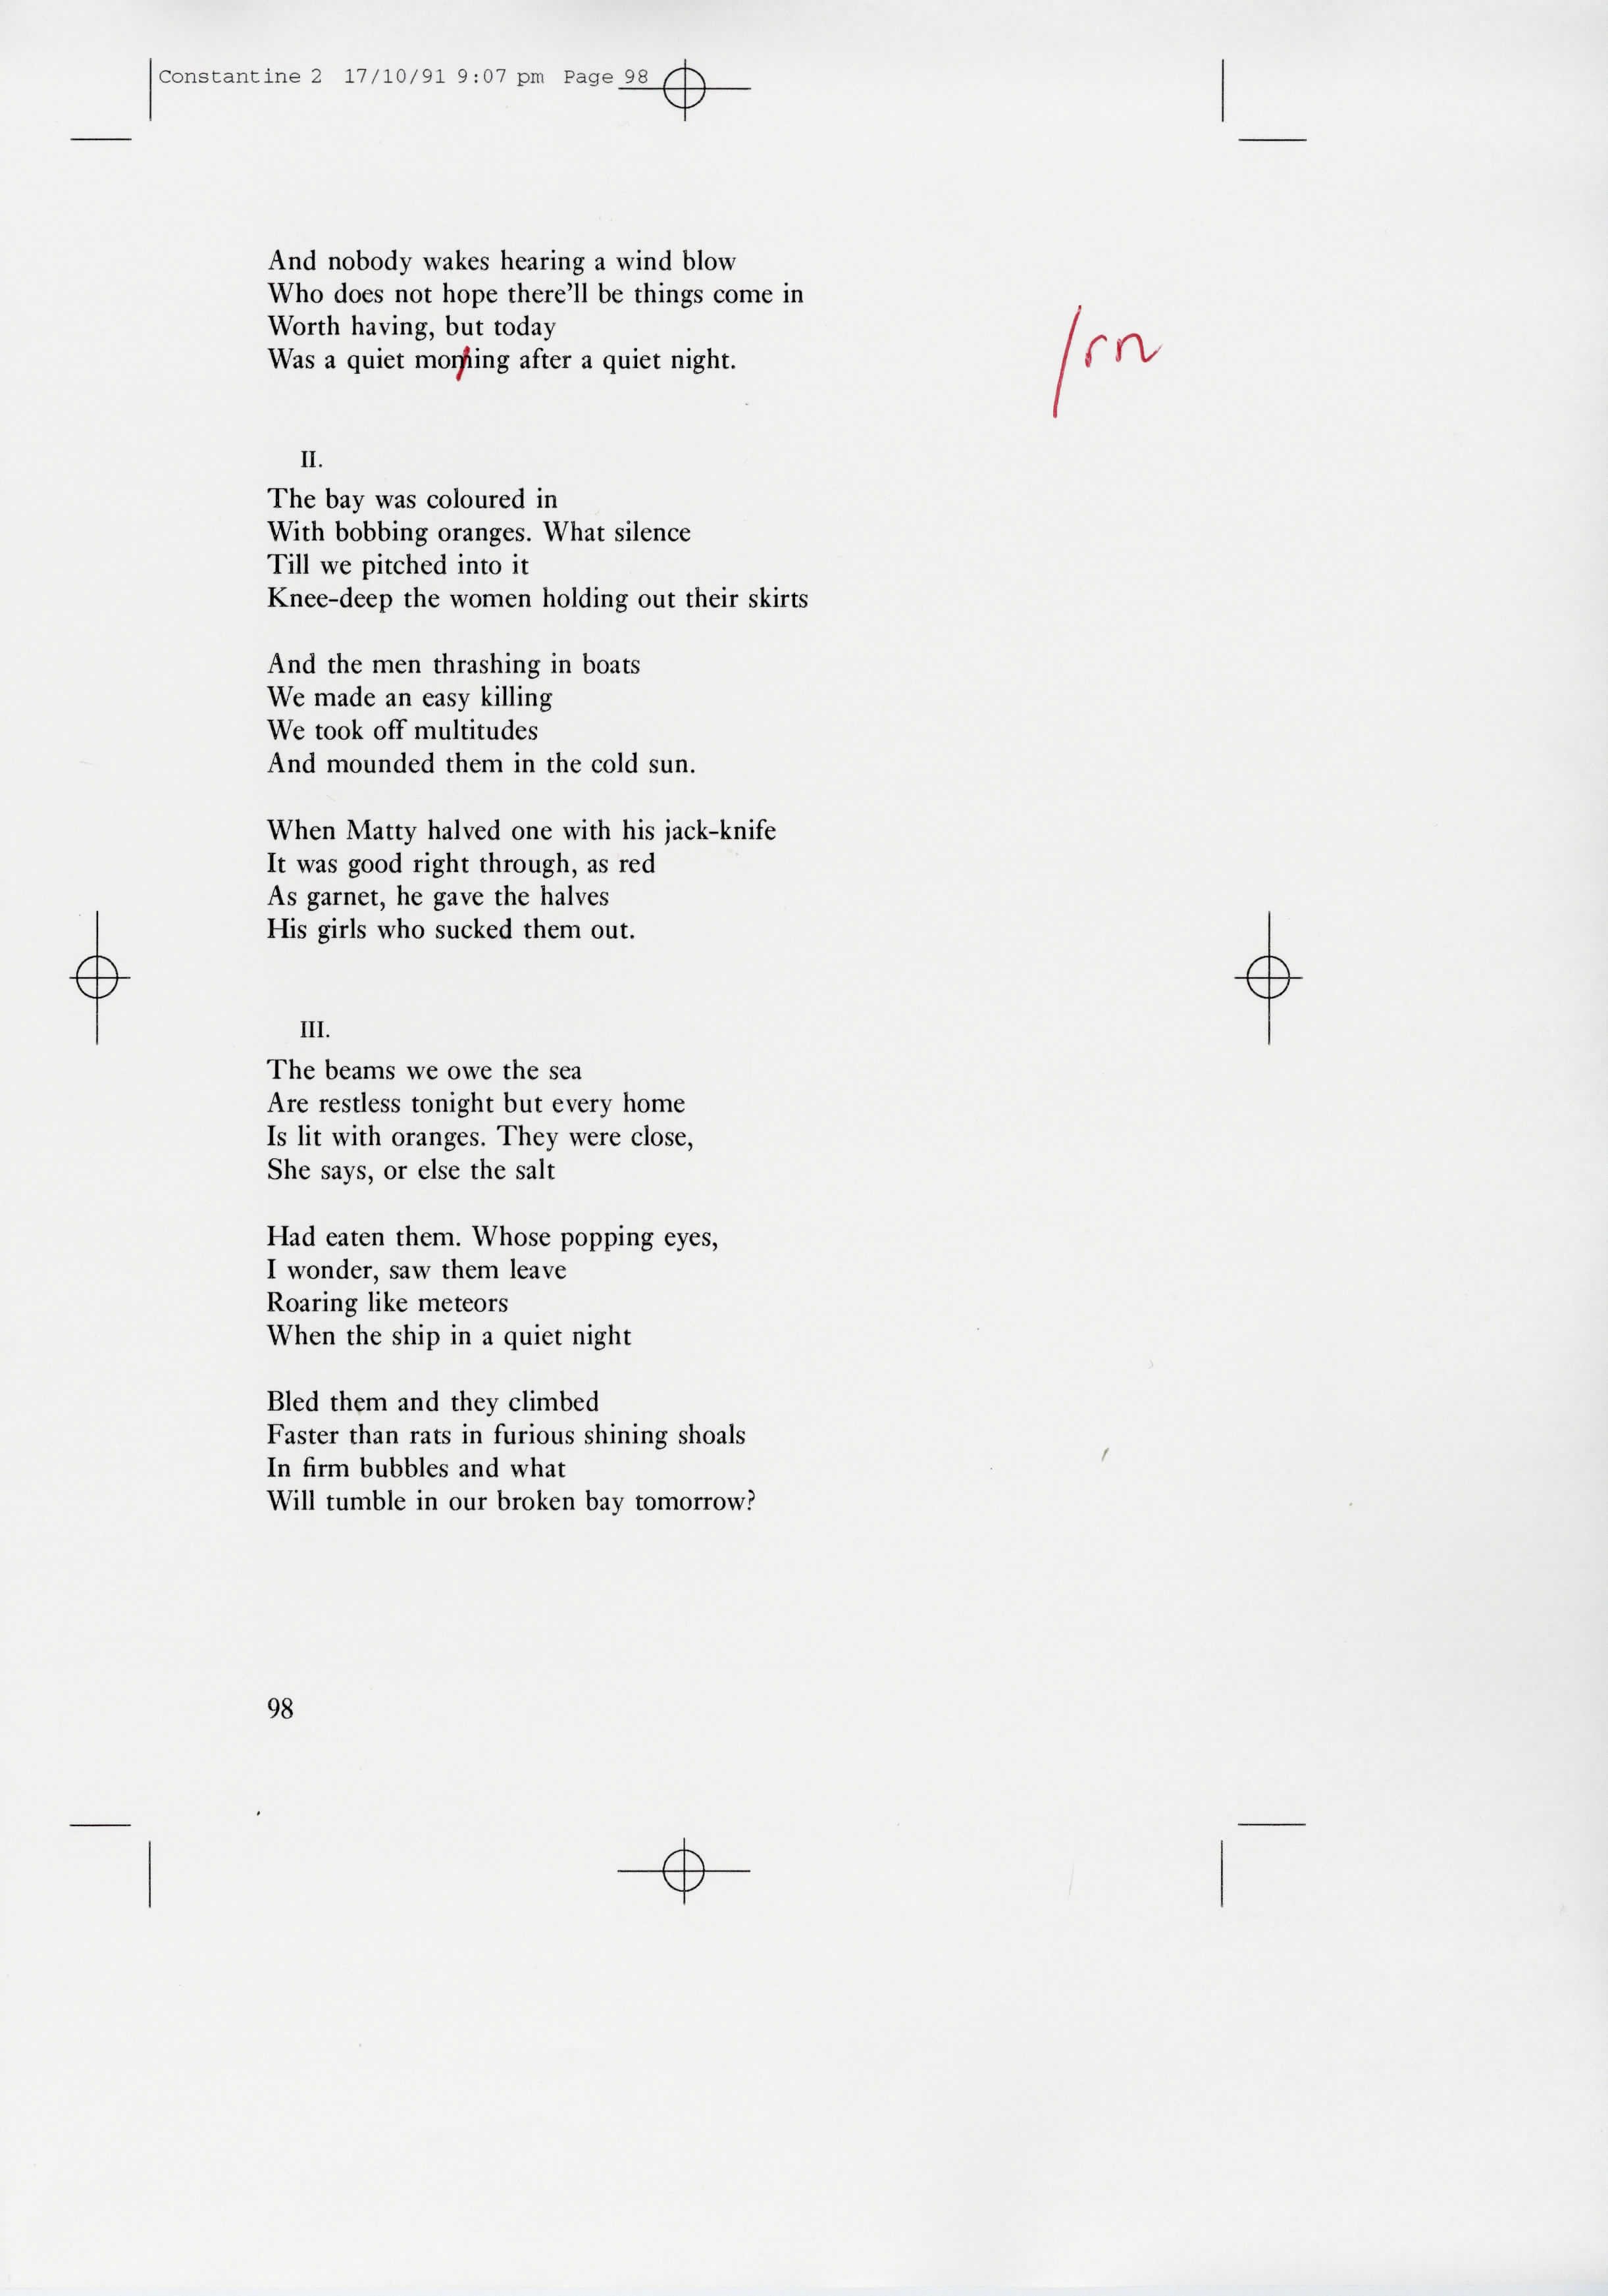 Constantine 2 17/10/91 9:07 pm Page 98
And nobody wakes hearing a wind blow
Who does not hope there'll be things come in
Worth having, but today
Was a quiet morning after a quiet night.
/rn
II.
The bay was coloured in
With bobbing oranges. What silence
Till we pitched into it
Knee-deep the women holding out their skirts
And the men thrashing in boats
We made an easy killing
We took off multitudes
And mounded them in the cold sun.
When Matty halved one with his jack-knife
It was good right through, as red
As garnet, he gave the halves
His girls who sucked them out.
III.
The beams we owe the sea
Are restless tonight but every home
Is lit with oranges. They were close,
She says, or else the salt
Had eaten them. Whose popping eyes,
I wonder, saw them leave
Roaring like meteors
When the ship in a quiet night
Bled them and they climbed
Faster than rats in furious shining shoals
In firm bubbles and what
Will tumble in our broken bay tomorrow?
98